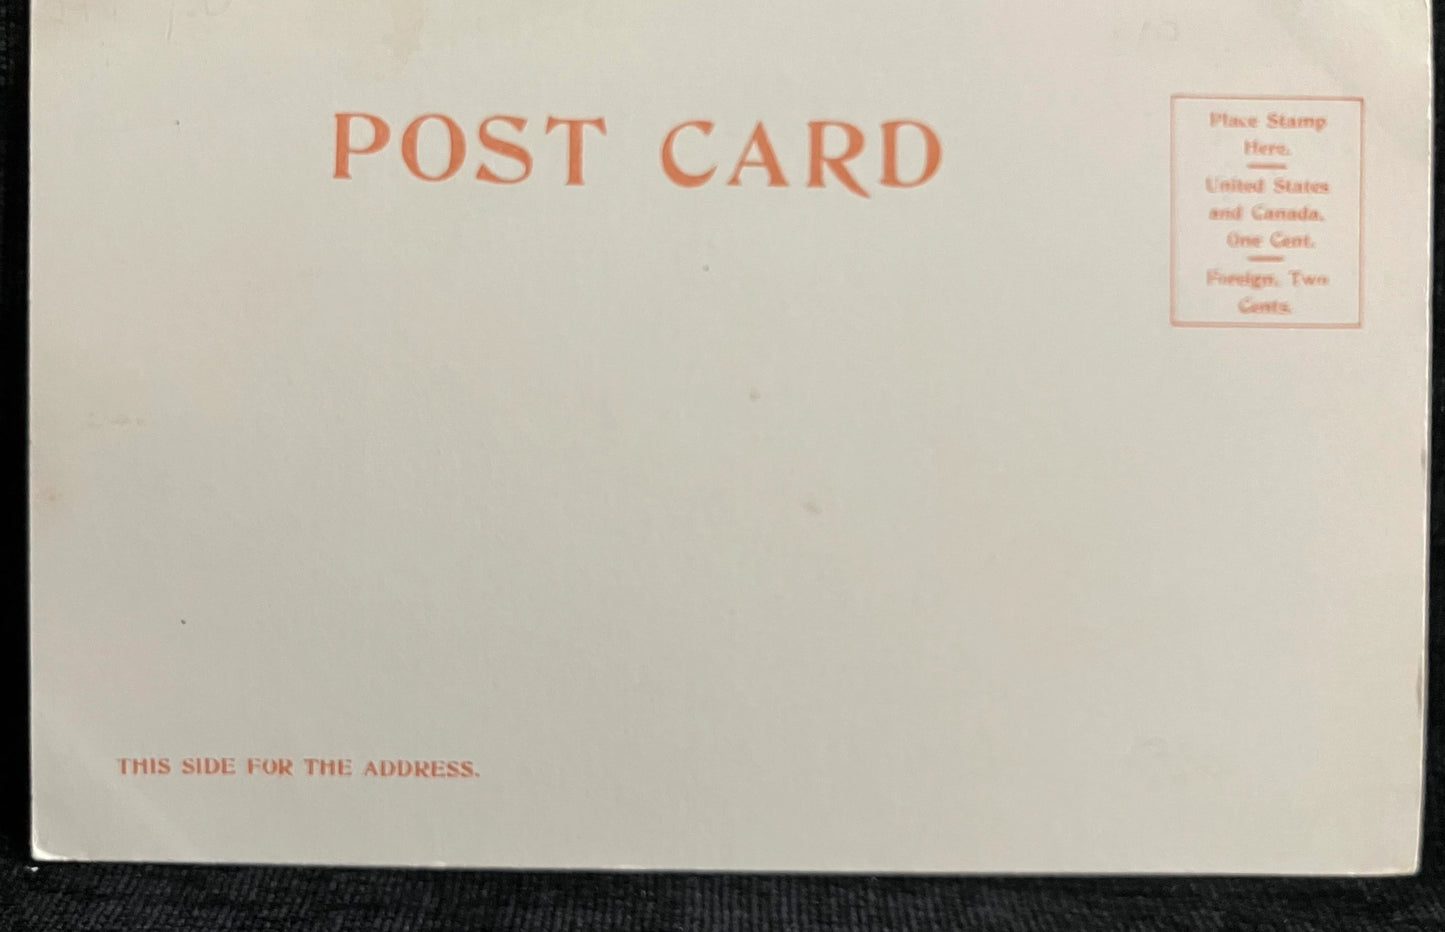 POST CARD
Place Stamp
Here.
United States
and Canada,
One Cent.
Foreign, Two
Cents.
THIS SIDE FOR THE ADDRESS.